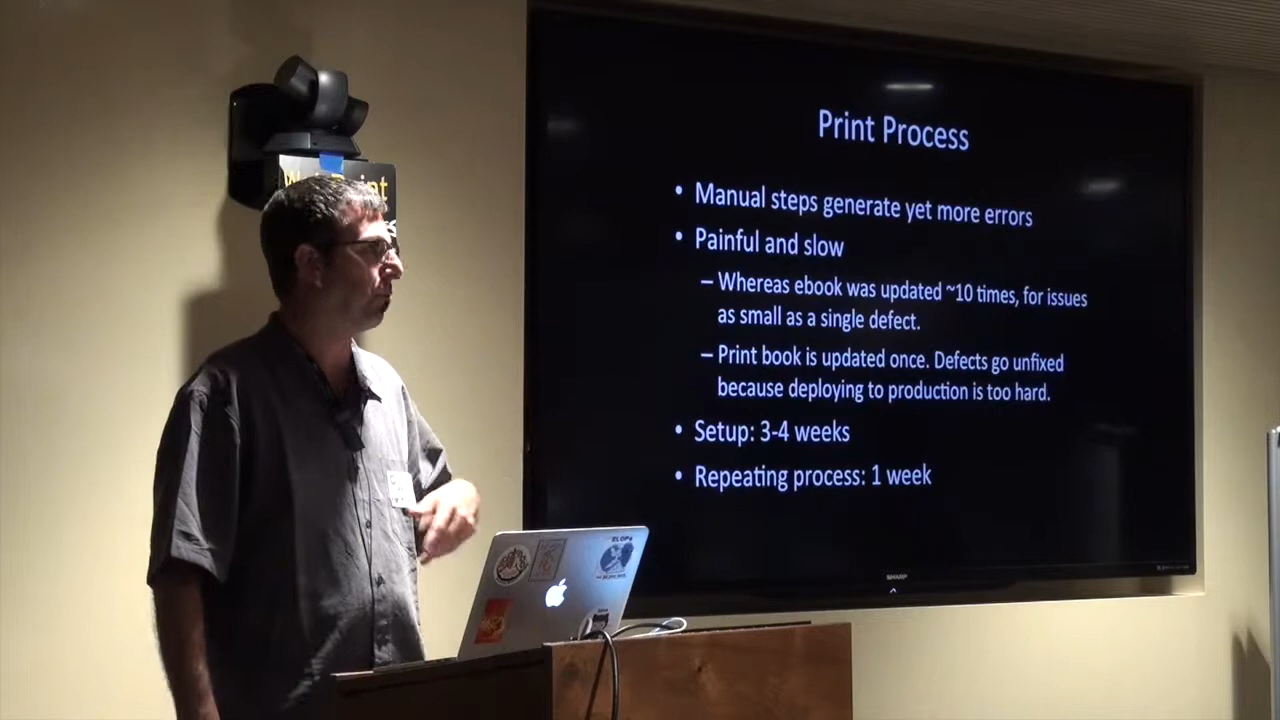 Print Process
• Manual steps generate yet more errors
• Painful and slow
– Whereas ebook was updated ~10 times, for issues
as small as a single defect.
– Print book is updated once. Defects go unfixed
because deploying to production is too hard.
• Setup: 3-4 weeks
• Repeating process: 1 week
SHARP
ELOPe